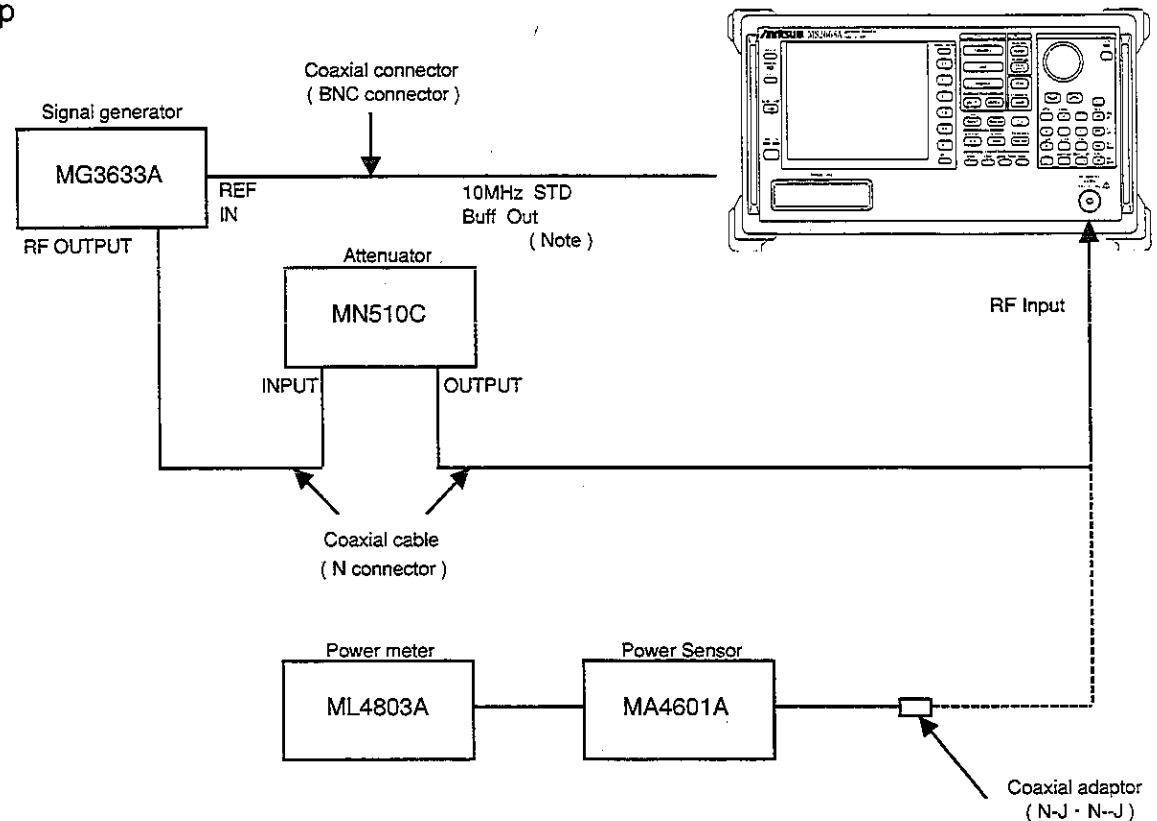 p
Coaxial connector
( BNC connector )
Signal generator
MG3633A
REF
IN
RF OUTPUT
10MHz STD
Buff Out
( Note )
Attenuator
MN510C
INPUT
OUTPUT
RF Input
Coaxial cable
( N connector )
Power meter
ML4803A
Power Sensor
MA4601A
Coaxial adaptor
( N-J · N--J )